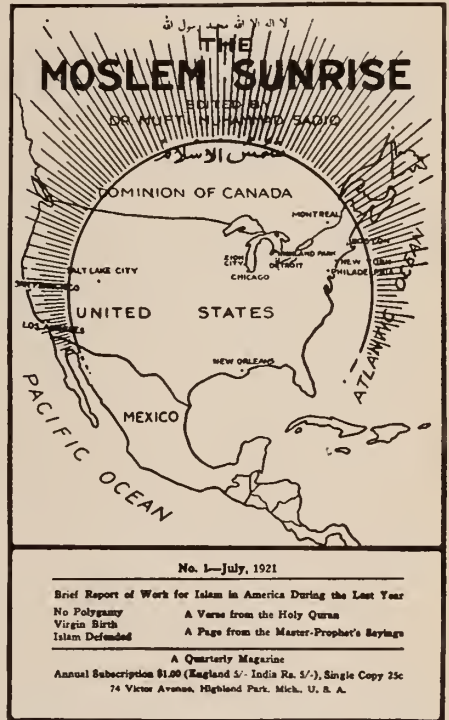 لا اله الا الله محمد رسول الله
THE
MOSLEM SUNRISE
EDITED BY
DR MUFTI MUHAMMAD SADIQ
شمس الاسلام
DOMINION OF CANADA
MONTREAL
BOSTON
ZION CITY
HIGHLAND PARK
NEW YORK
SALT LAKE CITY
CHICAGO
DETROIT
PHILADELPHIA
SAN FRANCISCO
UNITED STATES
LOS ANGELES
ATLANTIC OCEAN
NEW ORLEANS
PACIFIC OCEAN
MEXICO
No. 1—July, 1921
Brief Report of Work for Islam in America During the Last Year
No Polygamy
Virgin Birth
Islam Defended
A Verse from the Holy Quran
A Page from the Master-Prophet's Sayings
A Quarterly Magazine
Annual Subscription $1.00 (England 5/- India Rs. 5/-), Single Copy 25c
74 Victor Avenue, Highland Park, Mich., U. S. A.